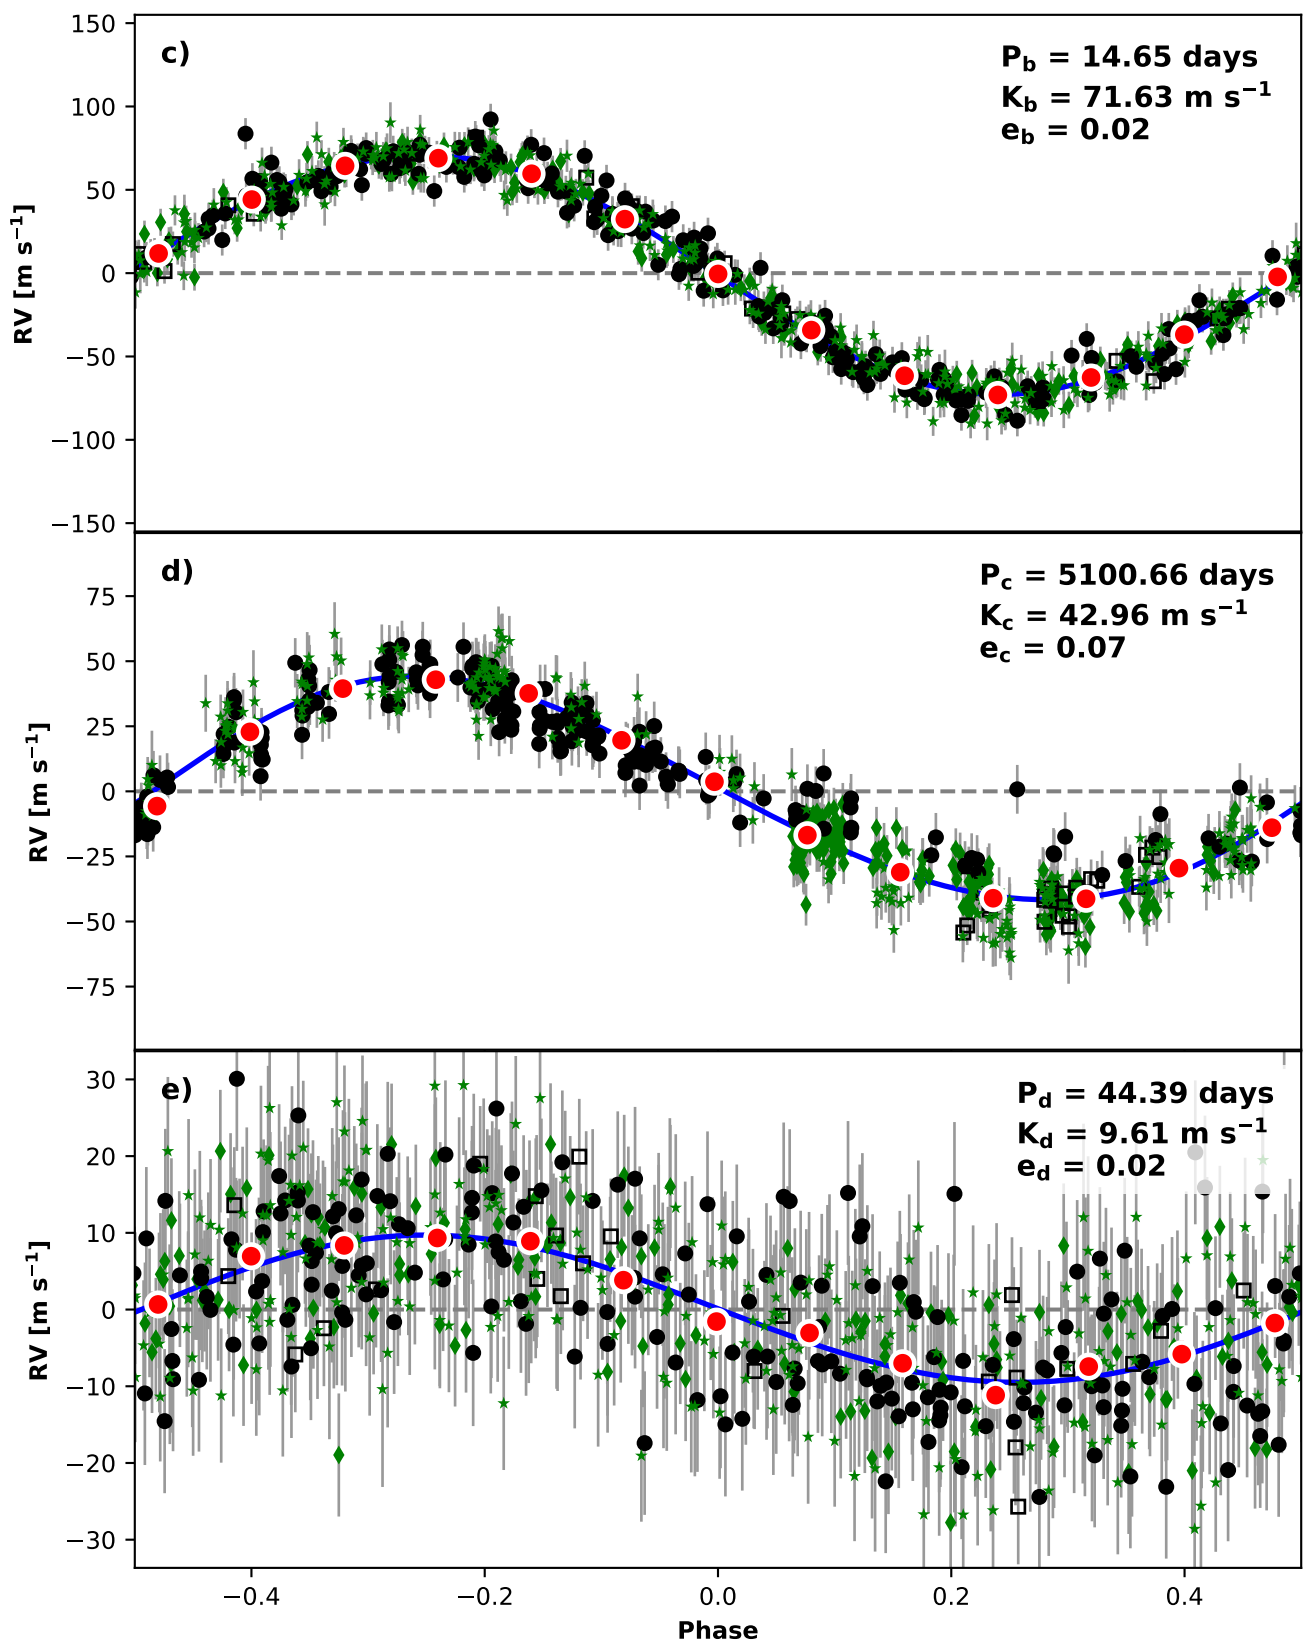 c)
P_b = 14.65 days
K_b = 71.63 m s⁻¹
e_b = 0.02
150
100
50
0
−50
−100
−150
RV [m s⁻¹]
d)
P_c = 5100.66 days
K_c = 42.96 m s⁻¹
e_c = 0.07
75
50
25
0
−25
−50
−75
RV [m s⁻¹]
e)
P_d = 44.39 days
K_d = 9.61 m s⁻¹
e_d = 0.02
30
20
10
0
−10
−20
−30
RV [m s⁻¹]
−0.4 −0.2 0.0 0.2 0.4
Phase